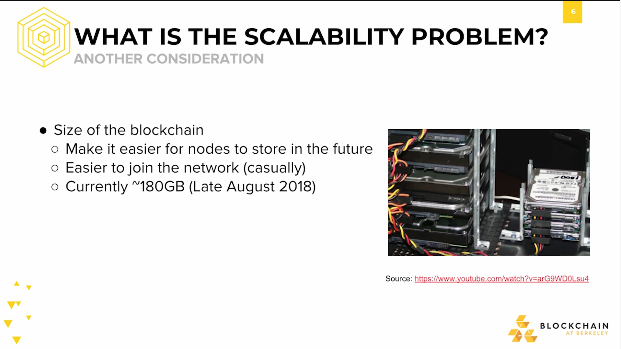 6
WHAT IS THE SCALABILITY PROBLEM?
ANOTHER CONSIDERATION
● Size of the blockchain
○ Make it easier for nodes to store in the future
○ Easier to join the network (casually)
○ Currently ~180GB (Late August 2018)
Source: https://www.youtube.com/watch?v=arG9WD0Lsu4
BLOCKCHAIN
AT BERKELEY